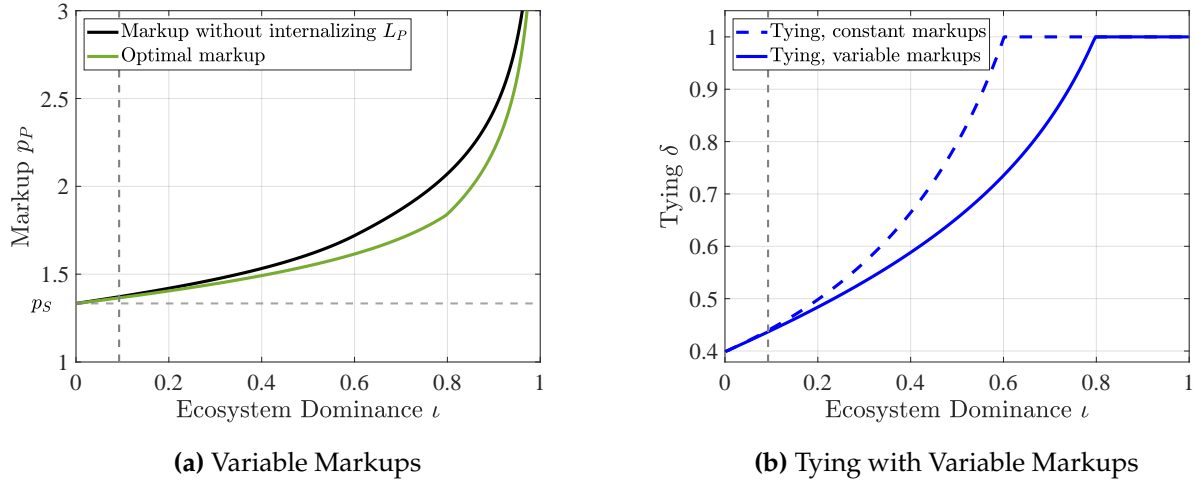 3
2.5
2
1.5
p_S
1
Markup p_P
Markup without internalizing L_P
Optimal markup
0 0.2 0.4 0.6 0.8 1
Ecosystem Dominance ι
(a) Variable Markups
1
0.9
0.8
0.7
0.6
0.5
0.4
Tying δ
Tying, constant markups
Tying, variable markups
0 0.2 0.4 0.6 0.8 1
Ecosystem Dominance ι
(b) Tying with Variable Markups